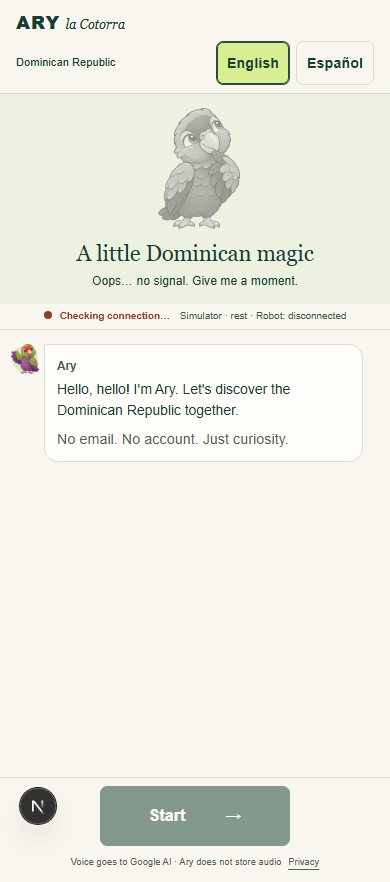 ARY la Cotorra
Dominican Republic
English
Español
A little Dominican magic
Oops… no signal. Give me a moment.
Checking connection… Simulator · rest · Robot: disconnected
Ary
Hello, hello! I'm Ary. Let's discover the
Dominican Republic together.
No email. No account. Just curiosity.
N
Start →
Voice goes to Google AI · Ary does not store audio Privacy